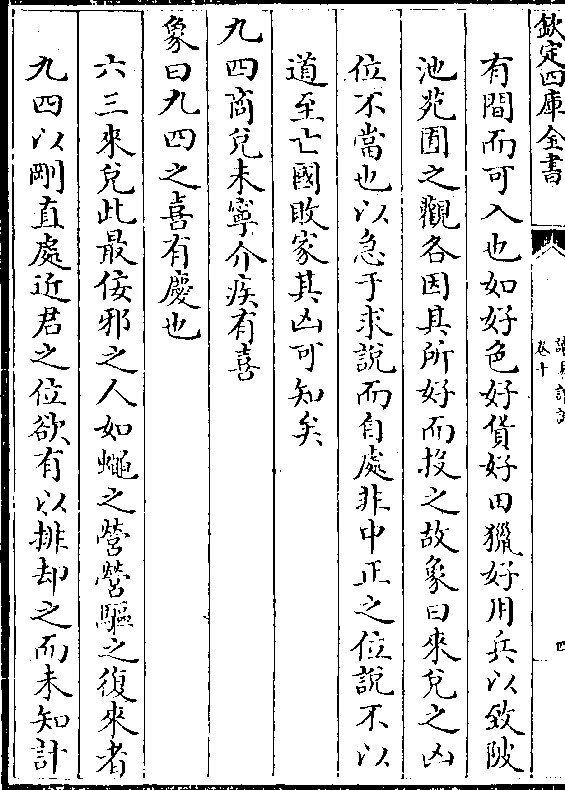 欽定四庫全書
卷十
四
有間而可入也如好色好貨好田獵好用兵以致陂
池苑囿之觀各因其所好而投之故象曰來兌之凶
位不當也以急于求說而自處非中正之位說不以
道至亡國敗家其凶可知矣
九四商兌未寧介疾有喜
象曰九四之喜有慶也
六三來兌此最佞邪之人如蠅之營營驅之復來者
九四以剛直處近君之位欲有以排却之而未知計